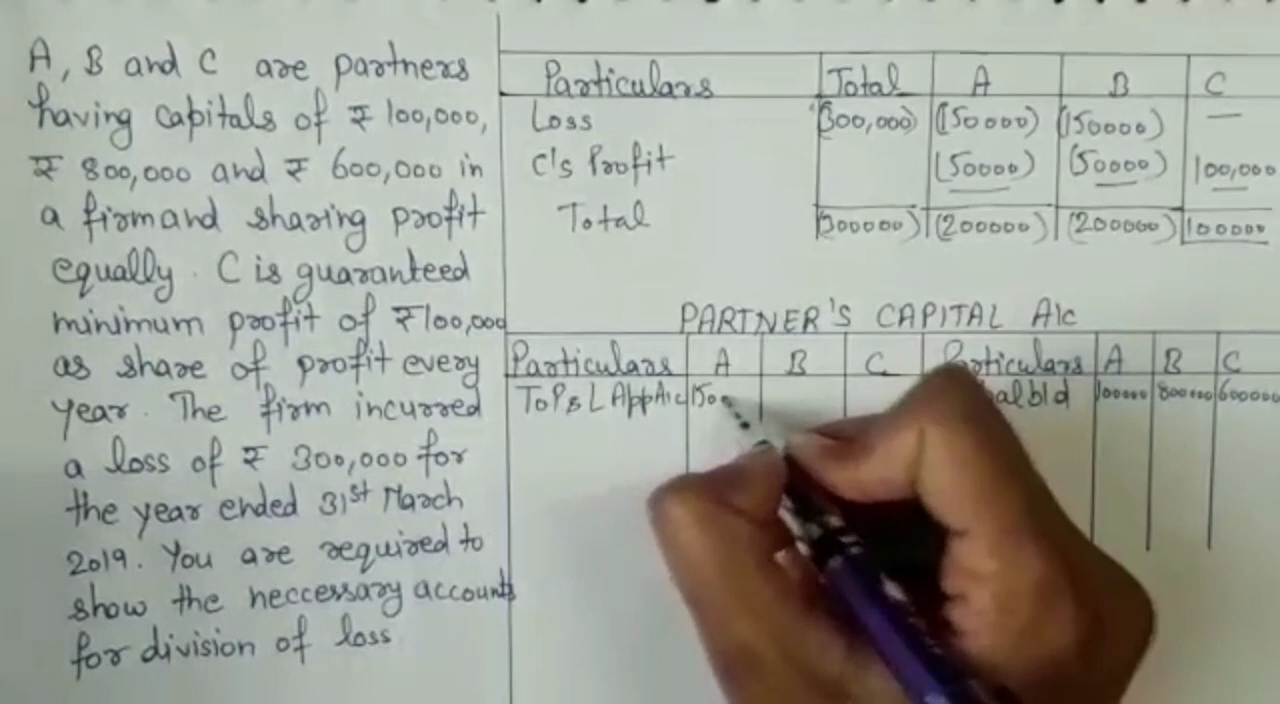 A, B and C are partners
having capitals of ₹ 100,000,
₹ 800,000 and ₹ 600,000 in
a firm and sharing profit
equally. C is guaranteed
minimum profit of ₹100,000
as share of profit every
year. The firm incurred
a loss of ₹ 300,000 for
the year ended 31st March
2019. You are required to
show the neccessary accounts
for division of loss
Particulars Total A B C
Loss (300,000) (150000) (150000) —
C's Profit (50000) (50000) 100,000
Total (300000) (200000) (200000) 100000
PARTNER'S CAPITAL A/c
Particulars A B C Particulars A B C
To P & L App A/c 150 bal b/d 100000 800000 600000